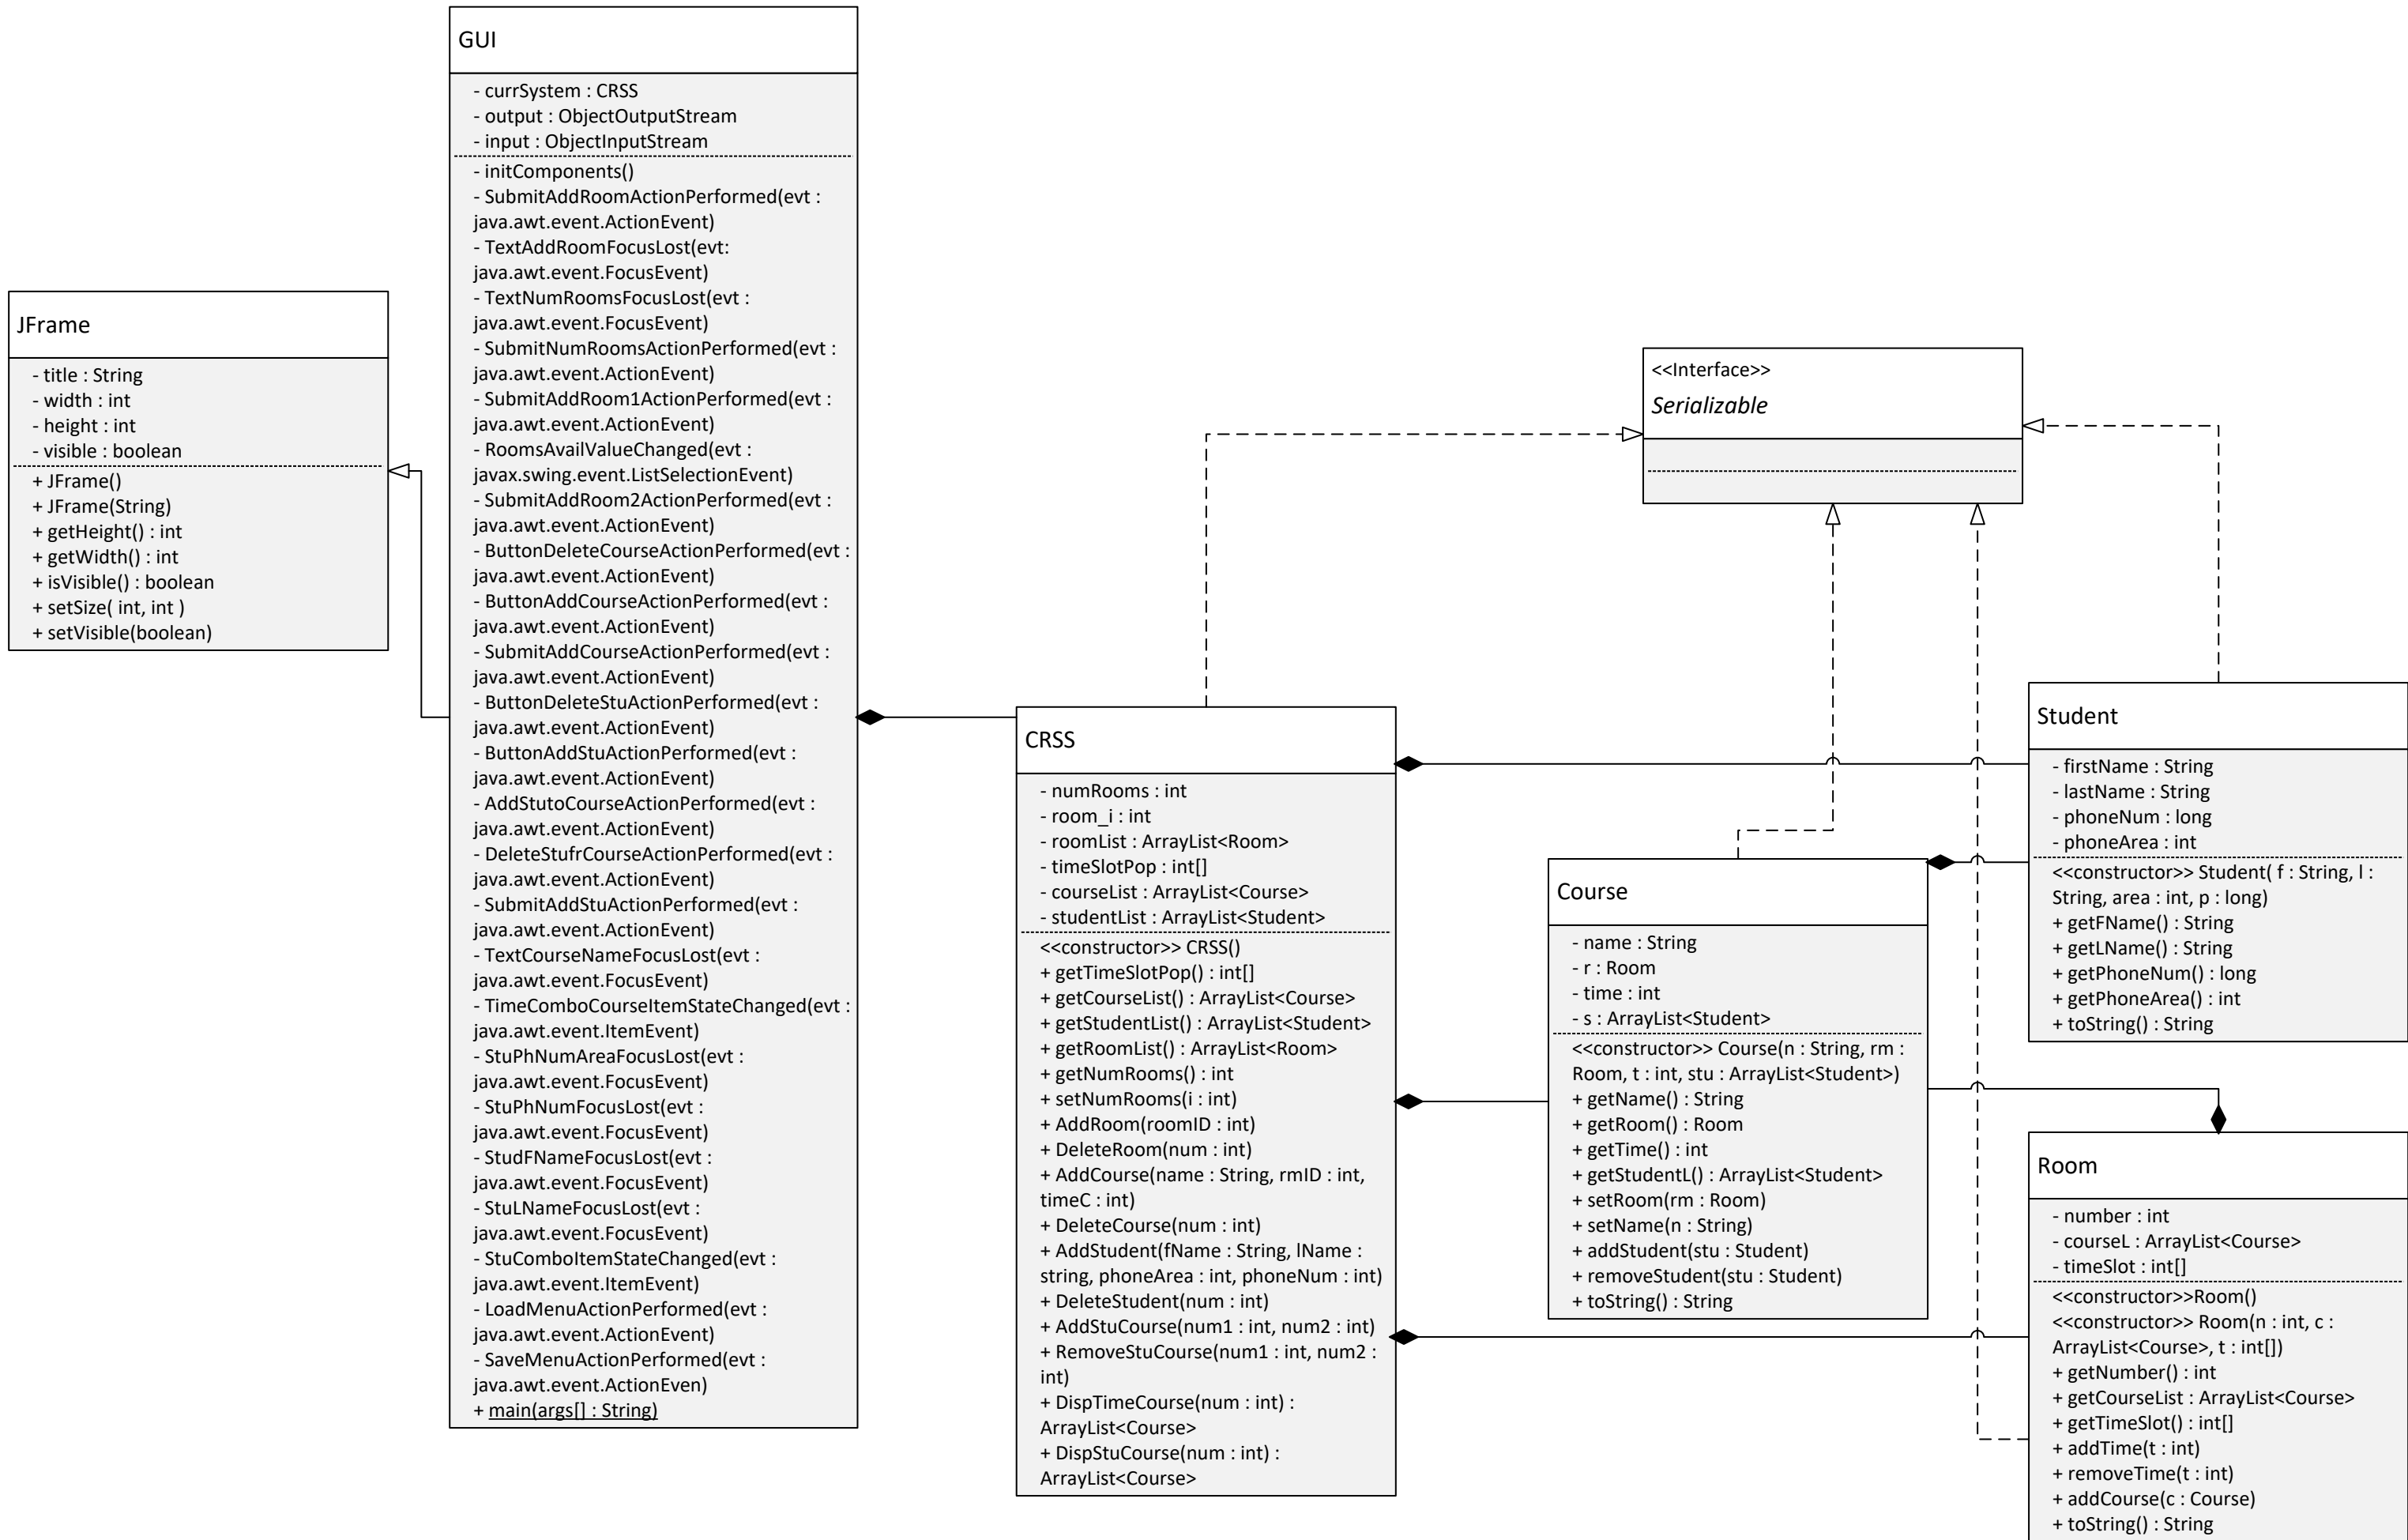 GUI
- currSystem : CRSS
- output : ObjectOutputStream
- input : ObjectInputStream
- initComponents()
- SubmitAddRoomActionPerformed(evt :
java.awt.event.ActionEvent)
- TextAddRoomFocusLost(evt:
java.awt.event.FocusEvent)
- TextNumRoomsFocusLost(evt :
java.awt.event.FocusEvent)
- SubmitNumRoomsActionPerformed(evt :
java.awt.event.ActionEvent)
- SubmitAddRoom1ActionPerformed(evt :
java.awt.event.ActionEvent)
- RoomsAvailValueChanged(evt :
javax.swing.event.ListSelectionEvent)
- SubmitAddRoom2ActionPerformed(evt :
java.awt.event.ActionEvent)
- ButtonDeleteCourseActionPerformed(evt :
java.awt.event.ActionEvent)
- ButtonAddCourseActionPerformed(evt :
java.awt.event.ActionEvent)
- SubmitAddCourseActionPerformed(evt :
java.awt.event.ActionEvent)
- ButtonDeleteStuActionPerformed(evt :
java.awt.event.ActionEvent)
- ButtonAddStuActionPerformed(evt :
java.awt.event.ActionEvent)
- AddStutoCourseActionPerformed(evt :
java.awt.event.ActionEvent)
- DeleteStufrCourseActionPerformed(evt :
java.awt.event.ActionEvent)
- SubmitAddStuActionPerformed(evt :
java.awt.event.ActionEvent)
- TextCourseNameFocusLost(evt :
java.awt.event.FocusEvent)
- TimeComboCourseItemStateChanged(evt :
java.awt.event.ItemEvent)
- StuPhNumAreaFocusLost(evt :
java.awt.event.FocusEvent)
- StuPhNumFocusLost(evt :
java.awt.event.FocusEvent)
- StudFNameFocusLost(evt :
java.awt.event.FocusEvent)
- StuLNameFocusLost(evt :
java.awt.event.FocusEvent)
- StuComboItemStateChanged(evt :
java.awt.event.ItemEvent)
- LoadMenuActionPerformed(evt :
java.awt.event.ActionEvent)
- SaveMenuActionPerformed(evt :
java.awt.event.ActionEven)
+ main(args[] : String)
JFrame
- title : String
- width : int
- height : int
- visible : boolean
+ JFrame()
+ JFrame(String)
+ getHeight() : int
+ getWidth() : int
+ isVisible() : boolean
+ setSize( int, int )
+ setVisible(boolean)
<<Interface>>
Serializable
CRSS
- numRooms : int
- room_i : int
- roomList : ArrayList<Room>
- timeSlotPop : int[]
- courseList : ArrayList<Course>
- studentList : ArrayList<Student>
<<constructor>> CRSS()
+ getTimeSlotPop() : int[]
+ getCourseList() : ArrayList<Course>
+ getStudentList() : ArrayList<Student>
+ getRoomList() : ArrayList<Room>
+ getNumRooms() : int
+ setNumRooms(i : int)
+ AddRoom(roomID : int)
+ DeleteRoom(num : int)
+ AddCourse(name : String, rmID : int,
timeC : int)
+ DeleteCourse(num : int)
+ AddStudent(fName : String, lName :
string, phoneArea : int, phoneNum : int)
+ DeleteStudent(num : int)
+ AddStuCourse(num1 : int, num2 : int)
+ RemoveStuCourse(num1 : int, num2 :
int)
+ DispTimeCourse(num : int) :
ArrayList<Course>
+ DispStuCourse(num : int) :
ArrayList<Course>
Course
- name : String
- r : Room
- time : int
- s : ArrayList<Student>
<<constructor>> Course(n : String, rm :
Room, t : int, stu : ArrayList<Student>)
+ getName() : String
+ getRoom() : Room
+ getTime() : int
+ getStudentL() : ArrayList<Student>
+ setRoom(rm : Room)
+ setName(n : String)
+ addStudent(stu : Student)
+ removeStudent(stu : Student)
+ toString() : String
Student
- firstName : String
- lastName : String
- phoneNum : long
- phoneArea : int
<<constructor>> Student( f : String, l :
String, area : int, p : long)
+ getFName() : String
+ getLName() : String
+ getPhoneNum() : long
+ getPhoneArea() : int
+ toString() : String
Room
- number : int
- courseL : ArrayList<Course>
- timeSlot : int[]
<<constructor>>Room()
<<constructor>> Room(n : int, c :
ArrayList<Course>, t : int[])
+ getNumber() : int
+ getCourseList : ArrayList<Course>
+ getTimeSlot() : int[]
+ addTime(t : int)
+ removeTime(t : int)
+ addCourse(c : Course)
+ toString() : String